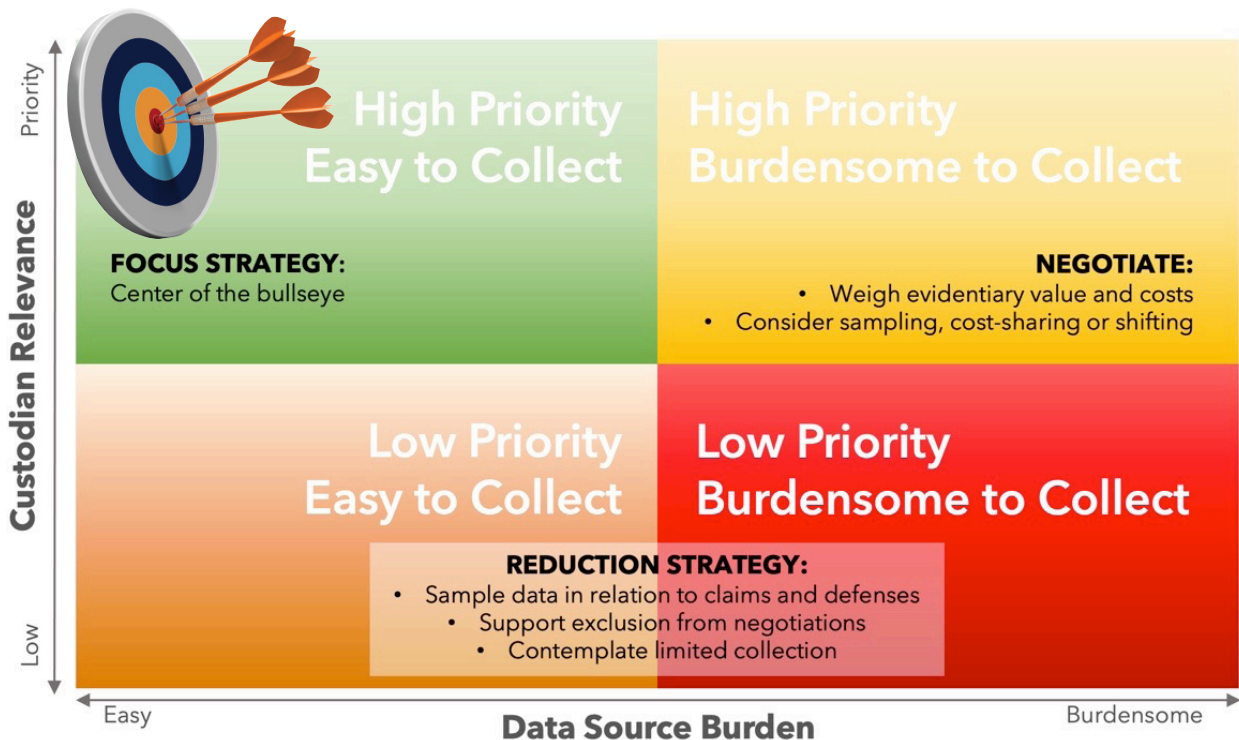 Priority
Custodian Relevance
Low
High Priority
Easy to Collect
FOCUS STRATEGY:
Center of the bullseye
High Priority
Burdensome to Collect
NEGOTIATE:
• Weigh evidentiary value and costs
• Consider sampling, cost-sharing or shifting
Low Priority
Easy to Collect
Low Priority
Burdensome to Collect
REDUCTION STRATEGY:
• Sample data in relation to claims and defenses
• Support exclusion from negotiations
• Contemplate limited collection
Easy
Data Source Burden
Burdensome